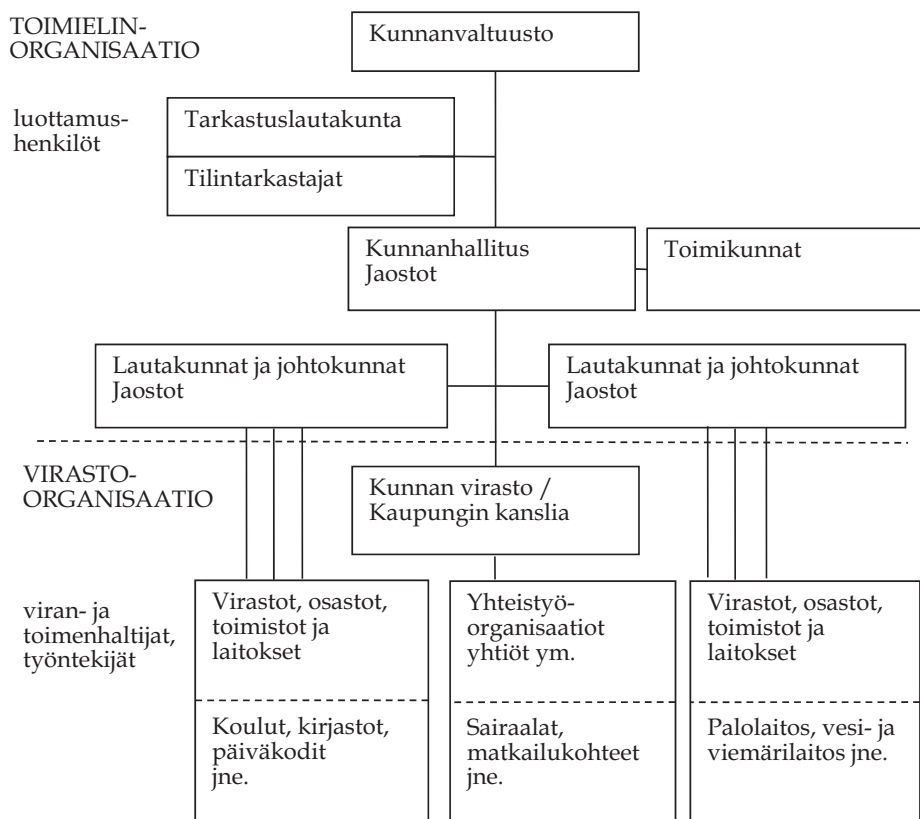 TOIMIELIN-
ORGANISAATIO
Kunnanvaltuusto
luottamus-
henkilöt
Tarkastuslautakunta
Tilintarkastajat
Kunnanhallitus
Jaostot
Toimikunnat
Lautakunnat ja johtokunnat
Jaostot
Lautakunnat ja johtokunnat
Jaostot
VIRASTO-
ORGANISAATIO
Kunnan virasto /
Kaupungin kanslia
viran- ja
toimenhaltijat,
työntekijät
Virastot, osastot,
toimistot ja
laitokset
Koulut, kirjastot,
päiväkodit
jne.
Yhteistyö-
organisaatiot
yhtiöt ym.
Sairaalat,
matkailukohteet
jne.
Virastot, osastot,
toimistot ja
laitokset
Palolaitos, vesi- ja
viemärilaitos jne.